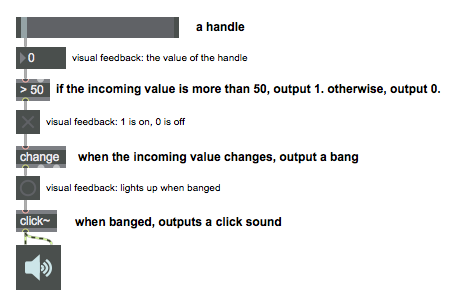 a handle
0
visual feedback: the value of the handle
> 50
if the incoming value is more than 50, output 1. otherwise, output 0.
visual feedback: 1 is on, 0 is off
change
when the incoming value changes, output a bang
visual feedback: lights up when banged
click~
when banged, outputs a click sound